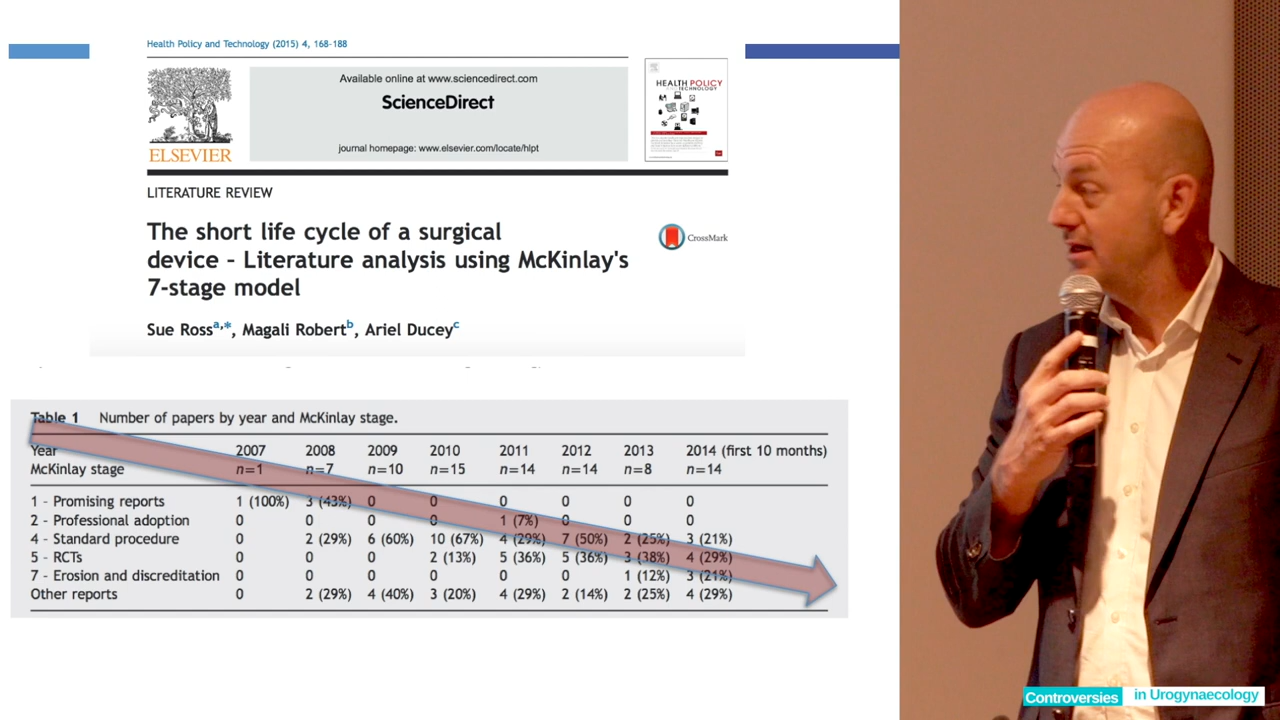 Health Policy and Technology (2015) 4, 168–188
Available online at www.sciencedirect.com
ScienceDirect
journal homepage: www.elsevier.com/locate/hlpt
ELSEVIER
HEALTH POLICY
AND TECHNOLOGY
LITERATURE REVIEW
The short life cycle of a surgical
device – Literature analysis using McKinlay's
7-stage model
CrossMark
Sue Rossa,*, Magali Robertb, Ariel Duceyc
Table 1 Number of papers by year and McKinlay stage.
Year 2007 2008 2009 2010 2011 2012 2013 2014 (first 10 months)
McKinlay stage n=1 n=7 n=10 n=15 n=14 n=14 n=8 n=14
1 – Promising reports 1 (100%) 3 (43%) 0 0 0 0 0 0
2 – Professional adoption 0 0 0 0 1 (7%) 0 0 0
4 – Standard procedure 0 2 (29%) 6 (60%) 10 (67%) 4 (29%) 7 (50%) 2 (25%) 3 (21%)
5 – RCTs 0 0 0 2 (13%) 5 (36%) 5 (36%) 3 (38%) 4 (29%)
7 – Erosion and discreditation 0 0 0 0 0 0 1 (12%) 3 (21%)
Other reports 0 2 (29%) 4 (40%) 3 (20%) 4 (29%) 2 (14%) 2 (25%) 4 (29%)
Controversies in Urogynaecology